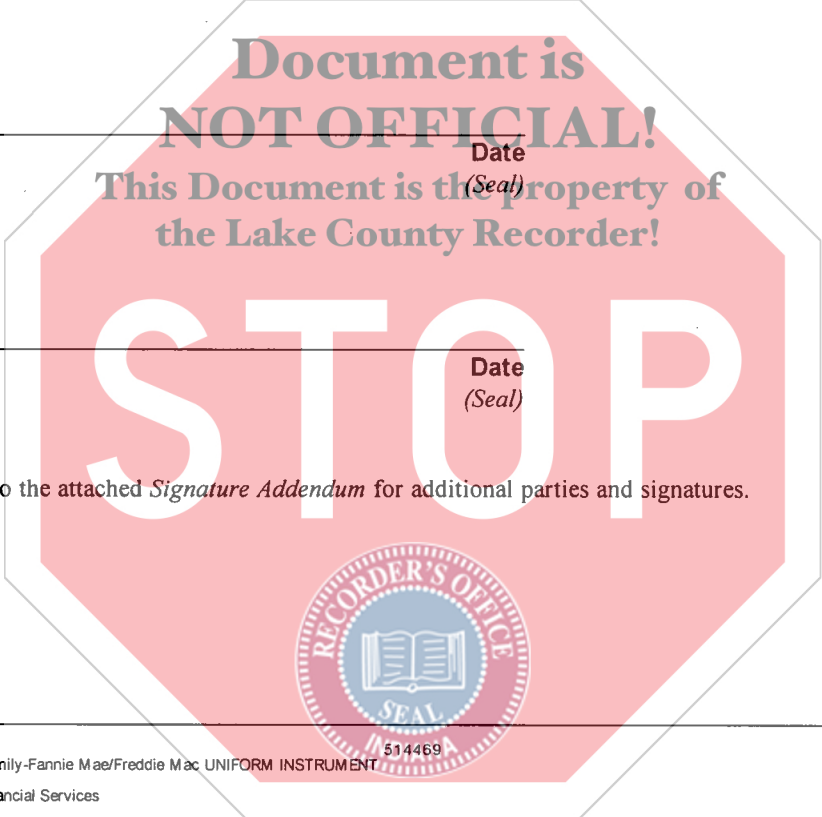 Document is
NOT OFFICIAL!
Date
This Document is the property of
(Seal)
the Lake County Recorder!
STOP
Date
(Seal)
o the attached Signature Addendum for additional parties and signatures.
RECORDER'S OFFICE
SEAL
INDIANA
514469
nily-Fannie Mae/Freddie Mac UNIFORM INSTRUMENT
ancial Services